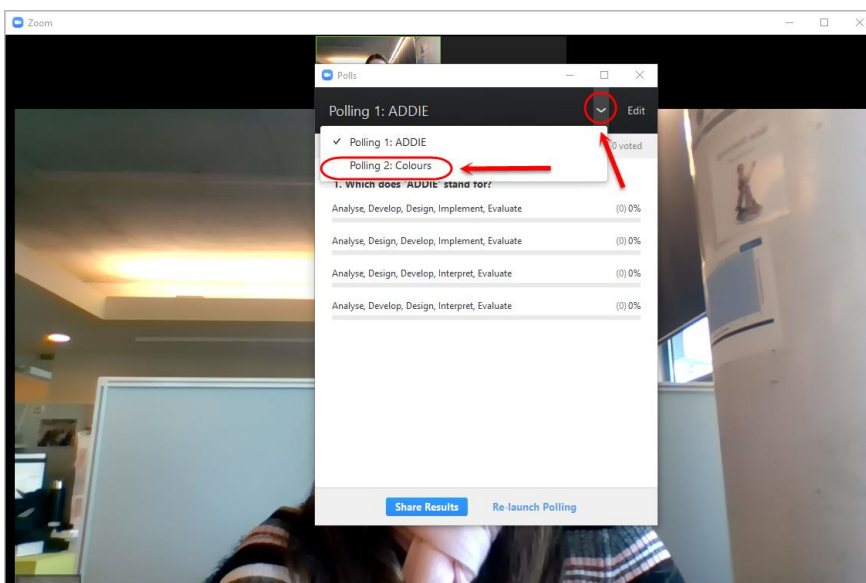 Zoom
Polls
Polling 1: ADDIE
Edit
✓ Polling 1: ADDIE
0 voted
Polling 2: Colours
1. Which does 'ADDIE' stand for?
Analyse, Develop, Design, Implement, Evaluate (0) 0%
Analyse, Design, Develop, Implement, Evaluate (0) 0%
Analyse, Design, Develop, Interpret, Evaluate (0) 0%
Analyse, Develop, Design, Interpret, Evaluate (0) 0%
Share Results
Re-launch Polling